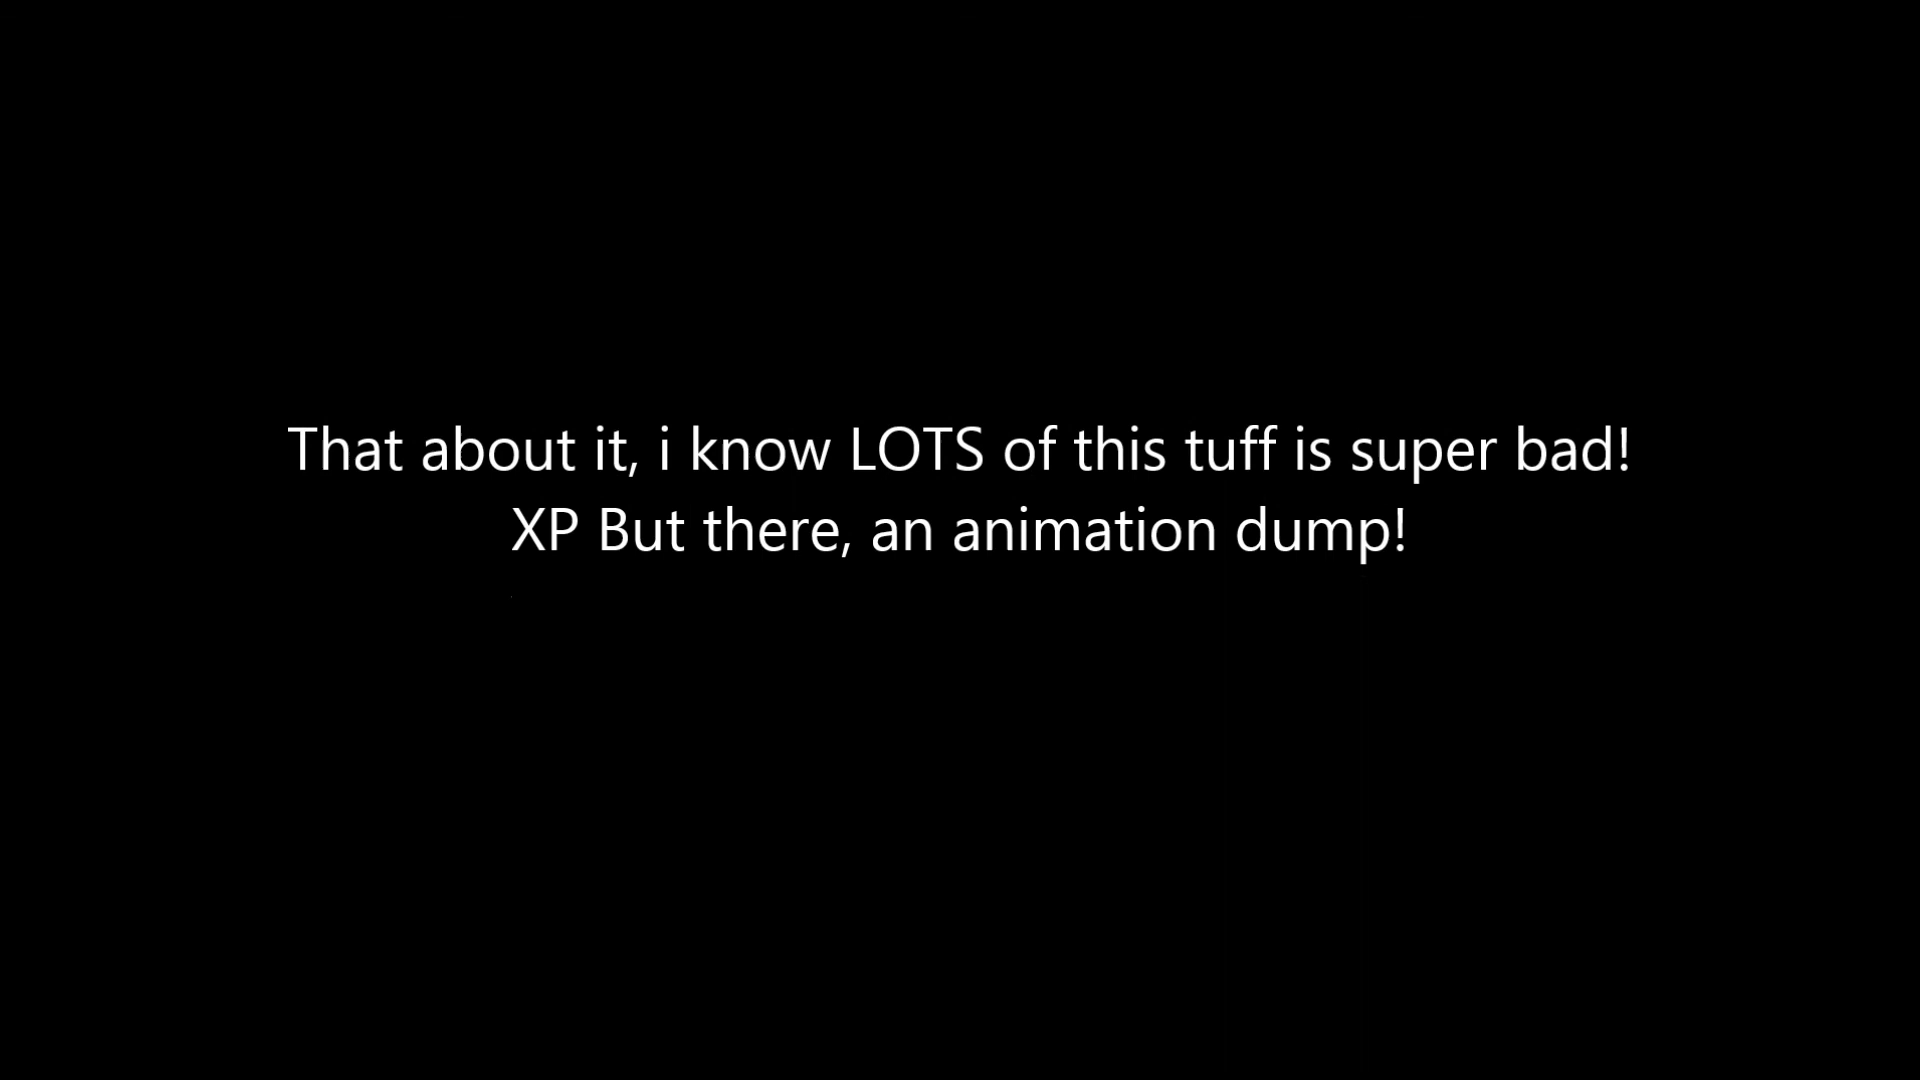 That about it, i know LOTS of this tuff is super bad!
XP But there, an animation dump!